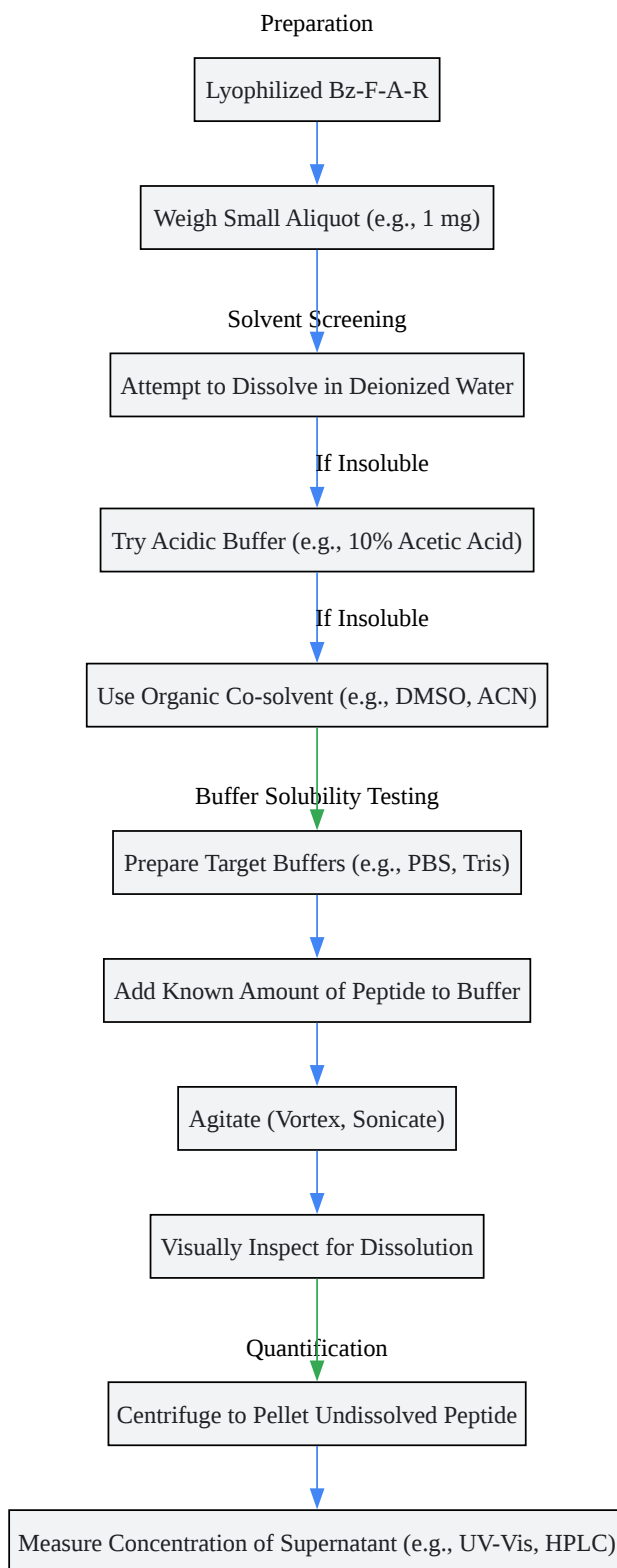 Preparation
Lyophilized Bz-F-A-R
Weigh Small Aliquot (e.g., 1 mg)
Solvent Screening
Attempt to Dissolve in Deionized Water
If Insoluble
Try Acidic Buffer (e.g., 10% Acetic Acid)
If Insoluble
Use Organic Co-solvent (e.g., DMSO, ACN)
Buffer Solubility Testing
Prepare Target Buffers (e.g., PBS, Tris)
Add Known Amount of Peptide to Buffer
Agitate (Vortex, Sonicate)
Visually Inspect for Dissolution
Quantification
Centrifuge to Pellet Undissolved Peptide
Measure Concentration of Supernatant (e.g., UV-Vis, HPLC)